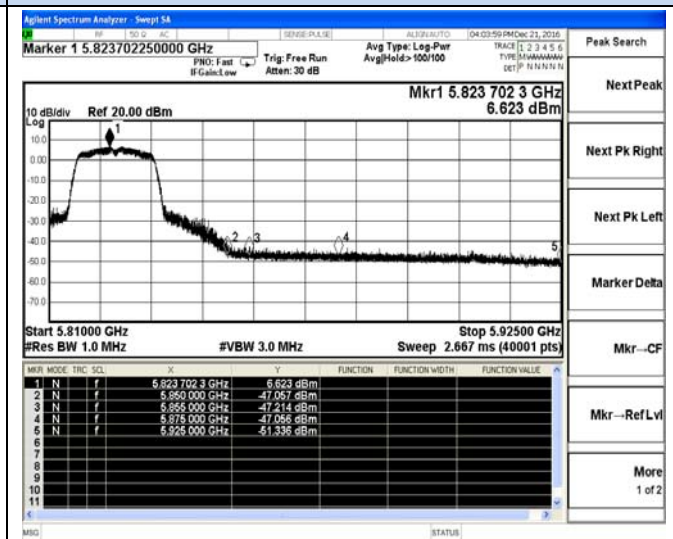 Agilent Spectrum Analyzer - Swept SA
RF 50 Ω AC SENSE:PULSE ALIGN AUTO 04:03:59 PM Dec 21, 2016
Marker 1 5.823702250000 GHz
PNO: Fast
IFGain:Low
Trig: Free Run
Atten: 30 dB
Avg Type: Log-Pwr
Avg|Hold:> 100/100
TRACE 1 2 3 4 5 6
TYPE
DET P N N N N N
Peak Search
Mkr1 5.823 702 3 GHz
6.623 dBm
10 dB/div Ref 20.00 dBm
Log
10.0
0.00
-10.0
-20.0
-30.0
-40.0
-50.0
-60.0
-70.0
1
2
3
4
5
Start 5.81000 GHz
Stop 5.92500 GHz
#Res BW 1.0 MHz #VBW 3.0 MHz Sweep 2.667 ms (40001 pts)
MKR MODE TRC SCL X Y FUNCTION FUNCTION WIDTH FUNCTION VALUE
1 N f 5.823 702 3 GHz 6.623 dBm
2 N f 5.850 000 GHz -47.057 dBm
3 N f 5.855 000 GHz -47.214 dBm
4 N f 5.875 000 GHz -47.056 dBm
5 N f 5.925 000 GHz -51.336 dBm
6
7
8
9
10
11
Next Peak
Next Pk Right
Next Pk Left
Marker Delta
Mkr→CF
Mkr→Ref Lvl
More
1 of 2
MSG STATUS